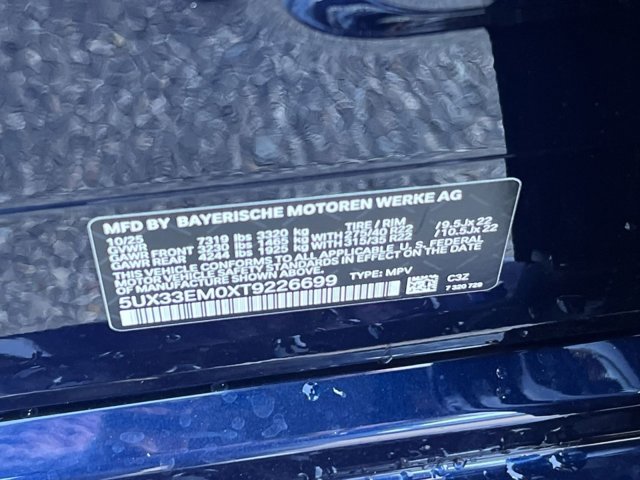 MFD BY BAYERISCHE MOTOREN WERKE AG
10/25 TIRE / RIM
GVWR 7319 lbs 3320 kg
GAWR FRONT lbs kg WITH 275/40 R22 / 9.5Jx22
GAWR REAR 4244 lbs 1925 kg WITH 315/35 R22 / 10.5Jx22
THIS VEHICLE CONFORMS TO ALL APPLICABLE U. S. FEDERAL
MOTOR VEHICLE SAFETY STANDARDS IN EFFECT ON THE DATE
OF MANUFACTURE SHOWN ABOVE.
5UX33EM0XT9226699 TYPE: MPV C3Z
7 320 729